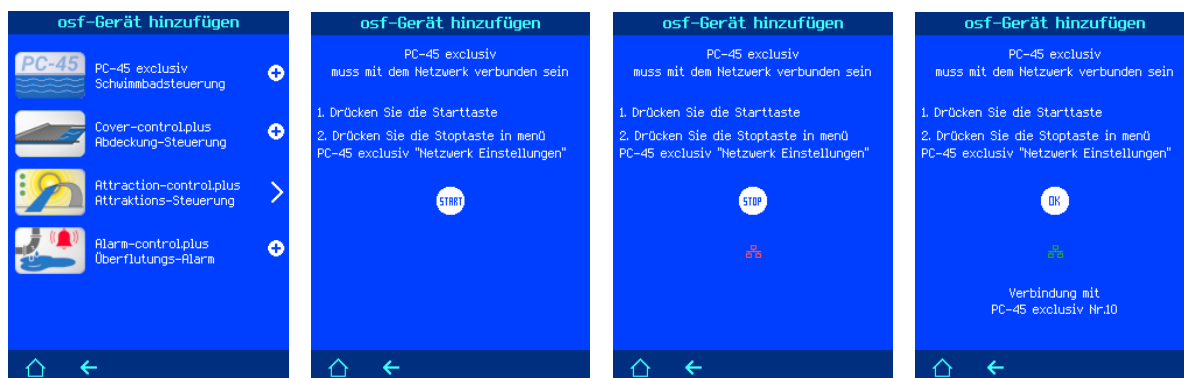 osf-Gerät hinzufügen
PC-45
PC-45 exclusiv
Schwimmbadsteuerung
Cover-control.plus
Abdeckung-Steuerung
Attraction-control.plus
Attraktions-Steuerung
Alarm-control.plus
Überflutungs-Alarm
osf-Gerät hinzufügen
PC-45 exclusiv
muss mit dem Netzwerk verbunden sein
1. Drücken Sie die Starttaste
2. Drücken Sie die Stoptaste in menü
PC-45 exclusiv "Netzwerk Einstellungen"
START
osf-Gerät hinzufügen
PC-45 exclusiv
muss mit dem Netzwerk verbunden sein
1. Drücken Sie die Starttaste
2. Drücken Sie die Stoptaste in menü
PC-45 exclusiv "Netzwerk Einstellungen"
STOP
osf-Gerät hinzufügen
PC-45 exclusiv
muss mit dem Netzwerk verbunden sein
1. Drücken Sie die Starttaste
2. Drücken Sie die Stoptaste in menü
PC-45 exclusiv "Netzwerk Einstellungen"
OK
Verbindung mit
PC-45 exclusiv Nr.10